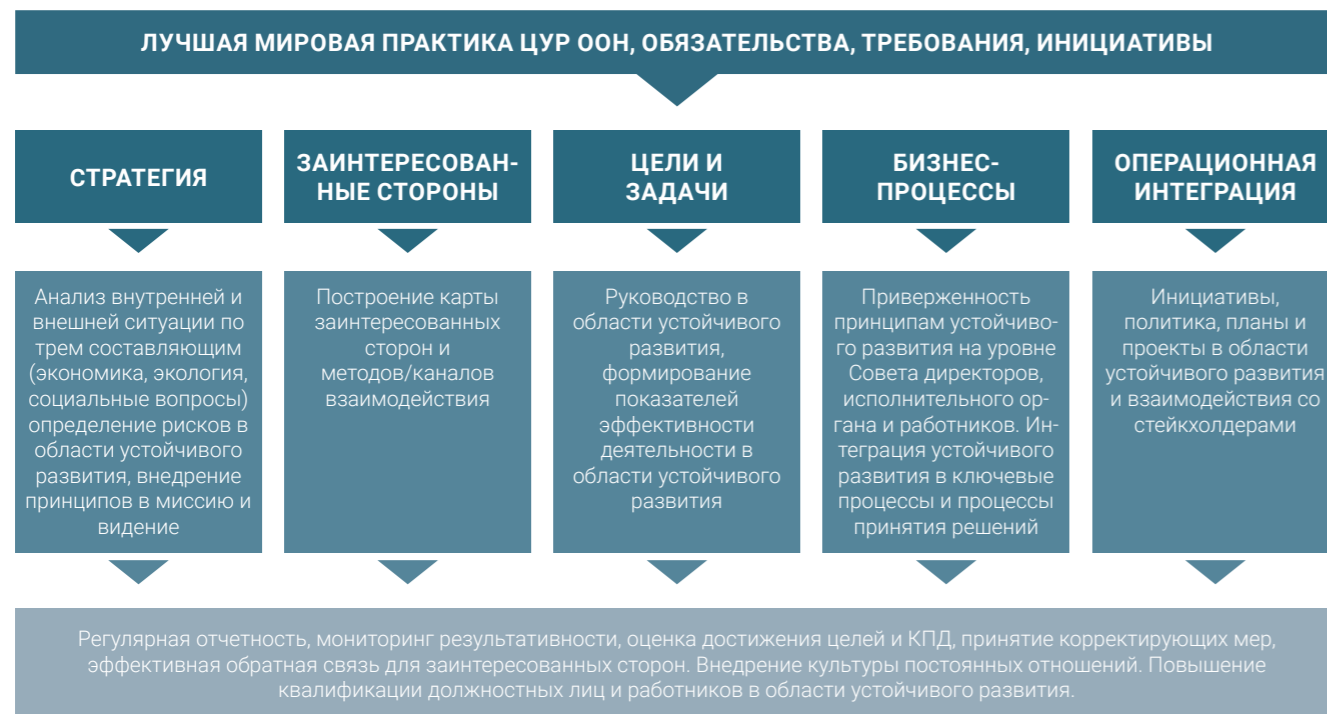 ЛУЧШАЯ МИРОВАЯ ПРАКТИКА ЦУР ООН, ОБЯЗАТЕЛЬСТВА, ТРЕБОВАНИЯ, ИНИЦИАТИВЫ
СТРАТЕГИЯ
ЗАИНТЕРЕСОВАН-
НЫЕ СТОРОНЫ
ЦЕЛИ И
ЗАДАЧИ
БИЗНЕС-
ПРОЦЕССЫ
ОПЕРАЦИОННАЯ
ИНТЕГРАЦИЯ
Анализ внутренней и
внешней ситуации по
трем составляющим
(экономика, экология,
социальные вопросы)
определение рисков в
области устойчивого
развития, внедрение
принципов в миссию и
видение
Построение карты
заинтересованных
сторон и
методов/каналов
взаимодействия
Руководство в
области устойчивого
развития,
формирование
показателей
эффективности
деятельности в
области устойчивого
развития
Приверженность
принципам устойчиво-
го развития на уровне
Совета директоров,
исполнительного ор-
гана и работников. Ин-
теграция устойчивого
развития в ключевые
процессы и процессы
принятия решений
Инициативы,
политика, планы и
проекты в области
устойчивого развития
и взаимодействия со
стейкхолдерами
Регулярная отчетность, мониторинг результативности, оценка достижения целей и КПД, принятие корректирующих мер,
эффективная обратная связь для заинтересованных сторон. Внедрение культуры постоянных отношений. Повышение
квалификации должностных лиц и работников в области устойчивого развития.